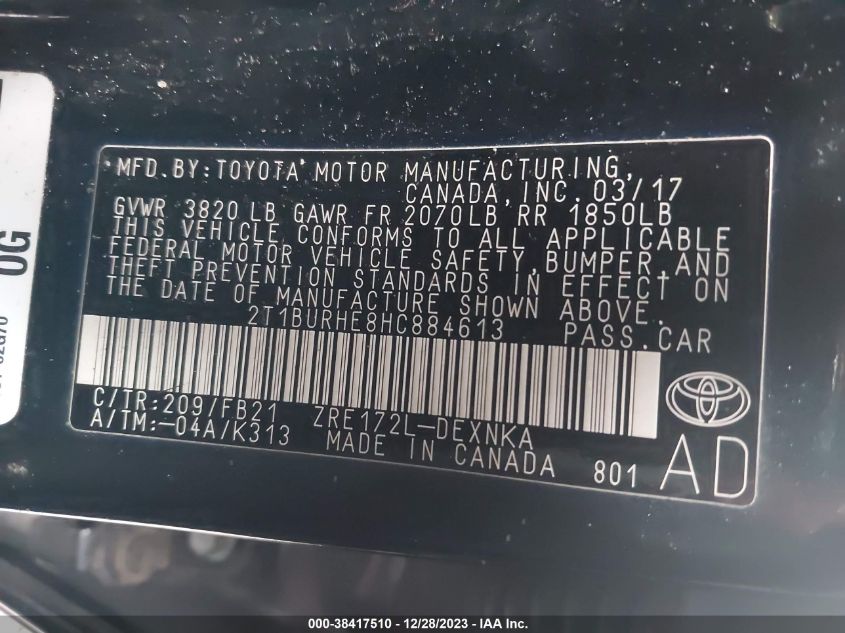 MFD. BY: TOYOTA MOTOR MANUFACTURING,
CANADA, INC. 03/17
GVWR 3820 LB GAWR FR 2070LB RR 1850LB
THIS VEHICLE CONFORMS TO ALL APPLICABLE
FEDERAL MOTOR VEHICLE SAFETY, BUMPER, AND
THEFT PREVENTION STANDARDS IN EFFECT ON
THE DATE OF MANUFACTURE SHOWN ABOVE.
2T1BURHE8HC884613 PASS. CAR
C/TR: 209/FB21 ZRE172L-DEXNKA
A/TM: -04A/K313 MADE IN CANADA 801 AD
0G
000-38417510 - 12/28/2023 - IAA Inc.